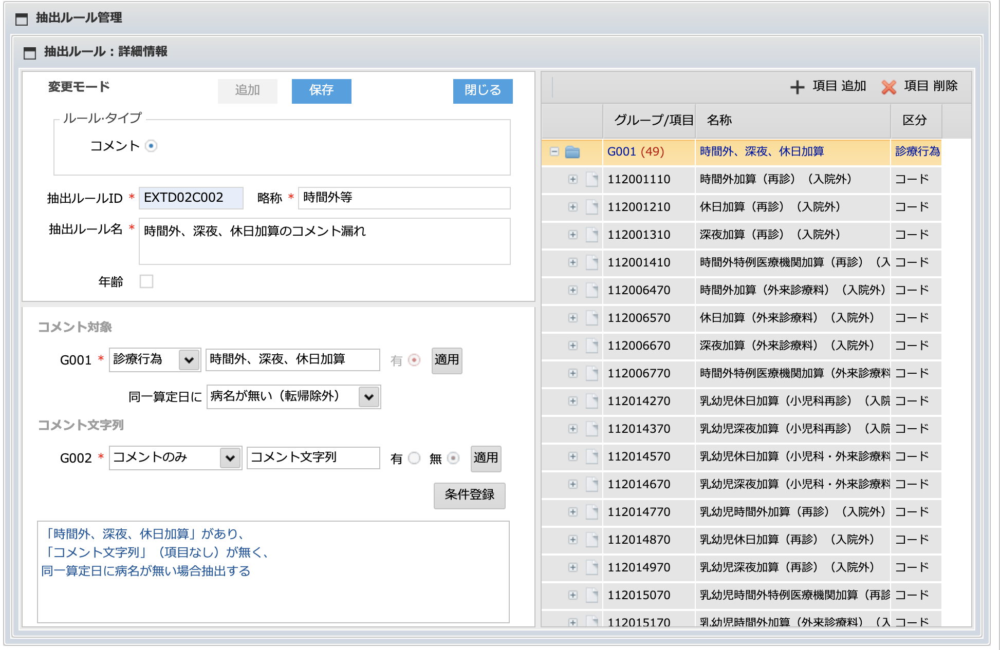 抽出ルール管理
抽出ルール：詳細情報
変更モード
追加
保存
閉じる
ルール·タイプ
コメント
抽出ルールID *
EXTD02C002
略称 *
時間外等
抽出ルール名 *
時間外、深夜、休日加算のコメント漏れ
年齢
コメント対象
G001 * 診療行為 時間外、深夜、休日加算 有 適用
同一算定日に 病名が無い（転帰除外）
コメント文字列
G002 * コメントのみ コメント文字列 有 無 適用
条件登録
「時間外、深夜、休日加算」があり、
「コメント文字列」（項目なし）が無く、
同一算定日に病名が無い場合抽出する
項目 追加 項目 削除
グループ/項目 名称 区分
G001 (49) 時間外、深夜、休日加算 診療行為
112001110 時間外加算（再診）（入院外） コード
112001210 休日加算（再診）（入院外） コード
112001310 深夜加算（再診）（入院外） コード
112001410 時間外特例医療機関加算（再診）（入 コード
112006470 時間外加算（外来診療料）（入院外） コード
112006570 休日加算（外来診療料）（入院外） コード
112006670 深夜加算（外来診療料）（入院外） コード
112006770 時間外特例医療機関加算（外来診療料 コード
112014270 乳幼児休日加算（小児科再診）（入院 コード
112014370 乳幼児深夜加算（小児科再診）（入院 コード
112014570 乳幼児休日加算（小児科・外来診療料 コード
112014670 乳幼児深夜加算（小児科・外来診療料 コード
112014770 乳幼児時間外加算（再診）（入院外） コード
112014870 乳幼児休日加算（再診）（入院外） コード
112014970 乳幼児深夜加算（再診）（入院外） コード
112015070 乳幼児時間外特例医療機関加算（再診 コード
112015170 乳幼児時間外加算（外来診療料）（入 コード